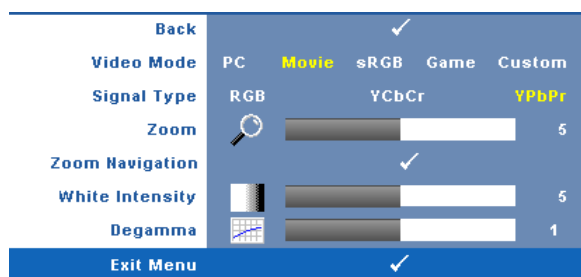 Back
Video Mode PC Movie sRGB Game Custom
Signal Type RGB YCbCr YPbPr
Zoom 5
Zoom Navigation
White Intensity 5
Degamma 1
Exit Menu